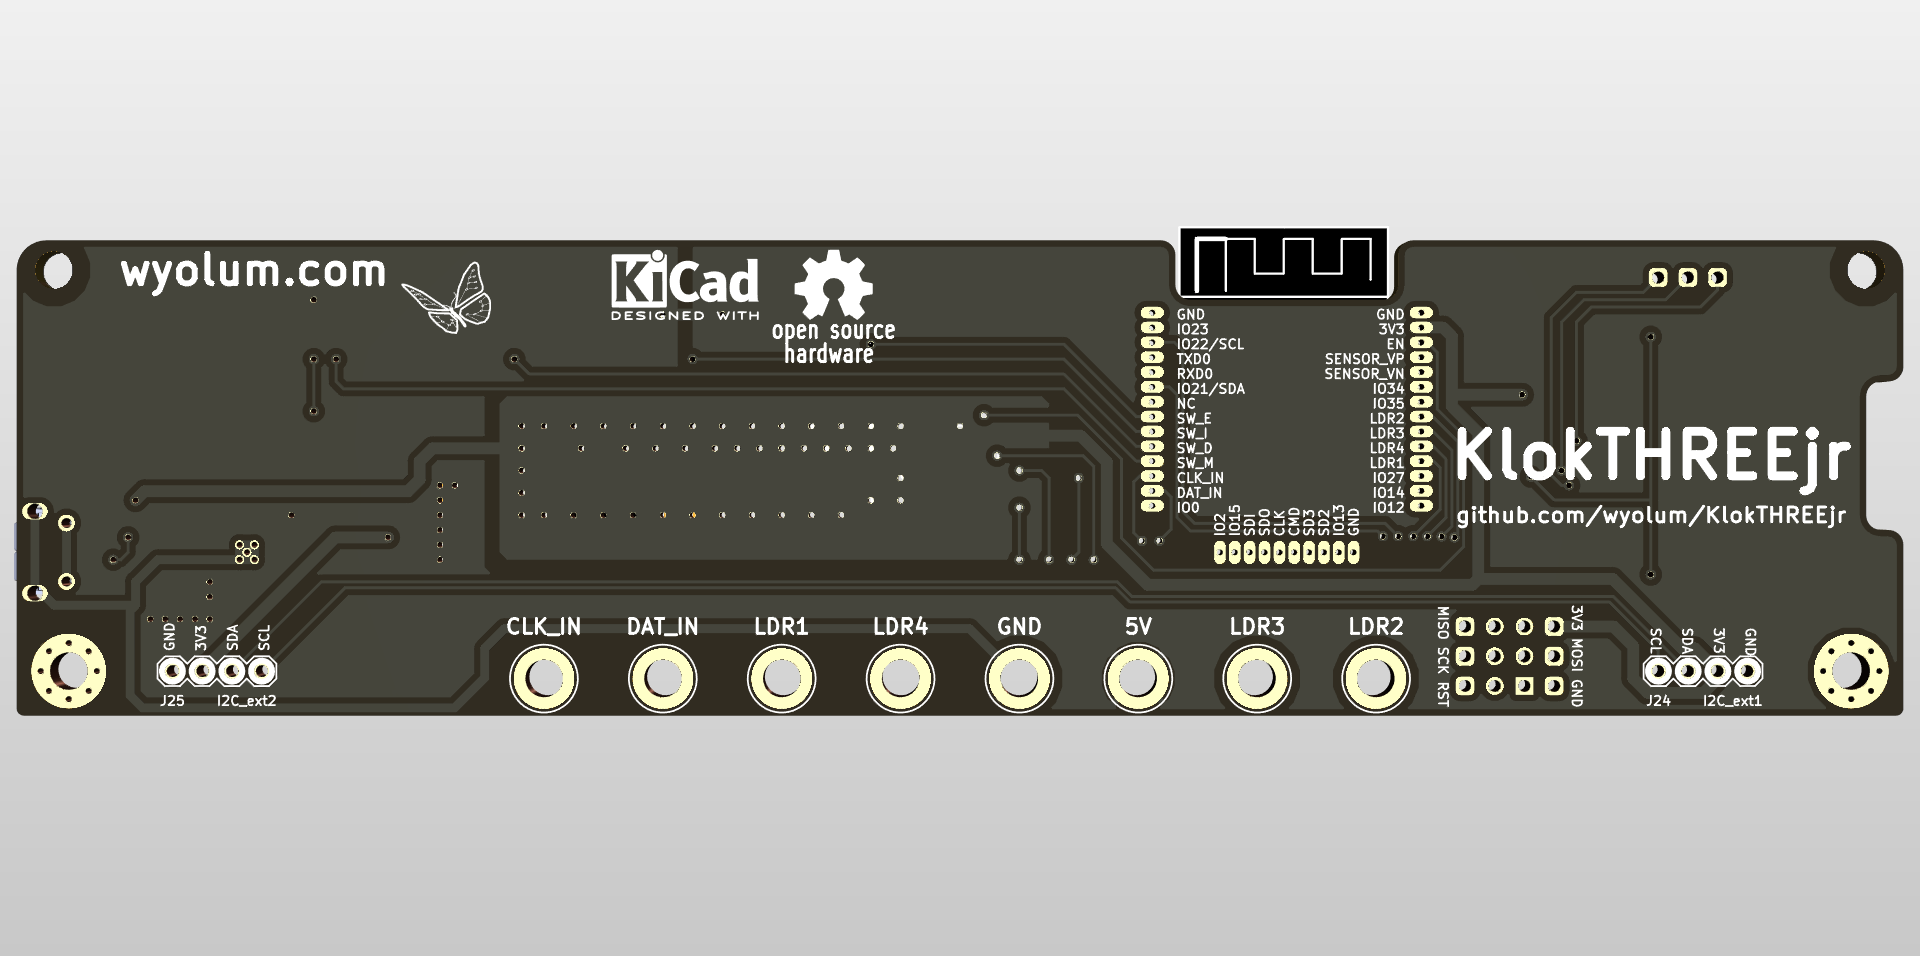 wyolum.com
KiCad
DESIGNED WITH
open source
hardware
GND
IO23
IO22/SCL
TXD0
RXD0
IO21/SDA
NC
SW_E
SW_I
SW_D
SW_M
CLK_IN
DAT_IN
IO0
GND
3V3
EN
SENSOR_VP
SENSOR_VN
IO34
IO35
LDR2
LDR3
LDR4
LDR1
IO27
IO14
IO12
IO2
IO15
SDI
SD0
CLK
CMD
SD3
SD2
IO13
GND
KlokTHREEjr
github.com/wyolum/KlokTHREEjr
GND
3V3
SDA
SCL
J25 I2C_ext2
CLK_IN DAT_IN LDR1 LDR4 GND 5V LDR3 LDR2
MISO SCK RST
3V3 MOSI GND
SCL
SDA
3V3
GND
J24 I2C_ext1